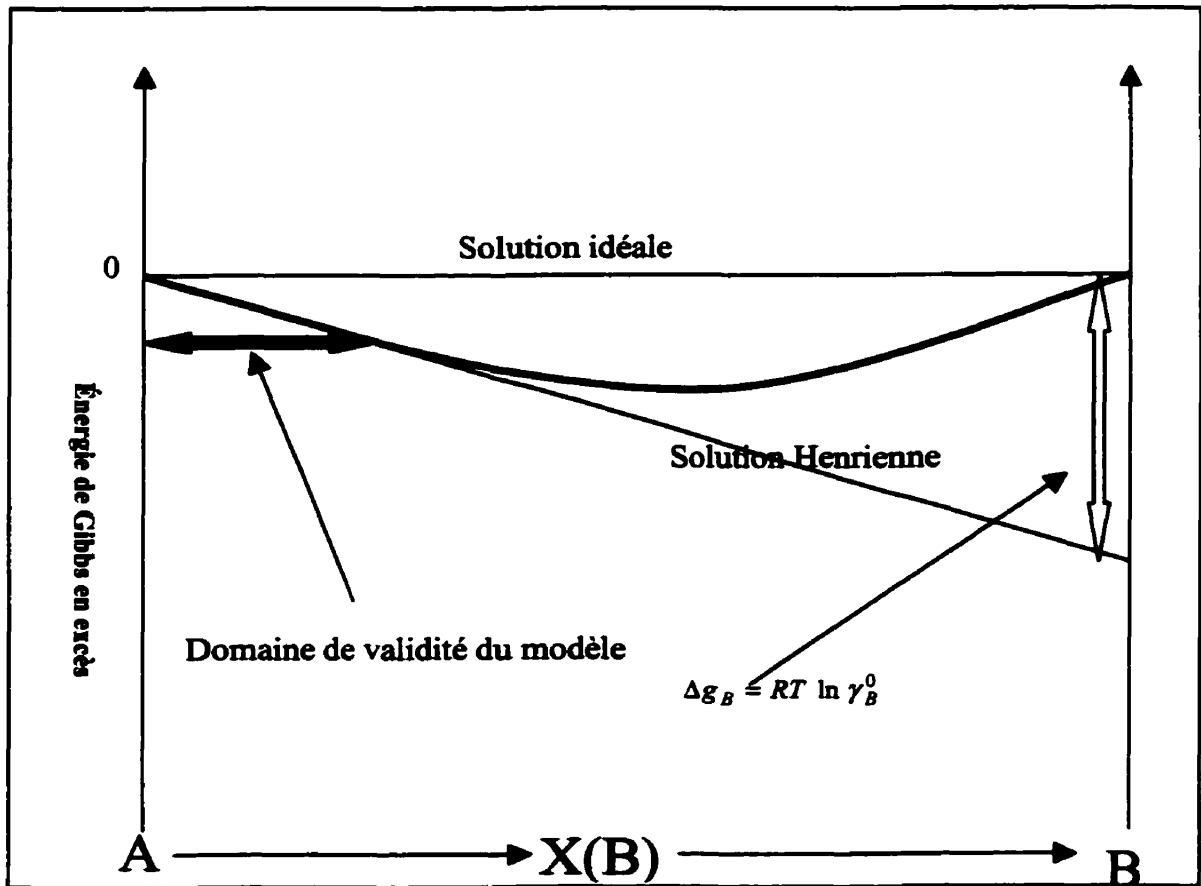 Solution idéale
0
Énergie de Gibbs en excès
Solution Henrienne
Domaine de validité du modèle
Δg_B = RT ln γ_B^0
A X(B) B